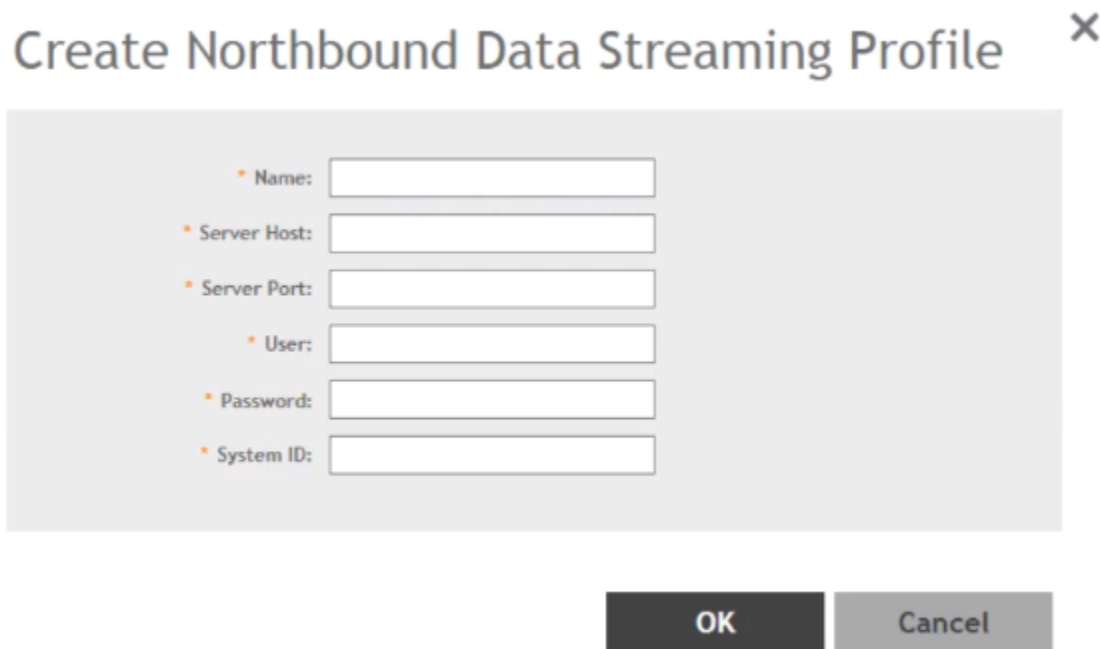 Create Northbound Data Streaming Profile
* Name:
* Server Host:
* Server Port:
* User:
* Password:
* System ID:
OK Cancel